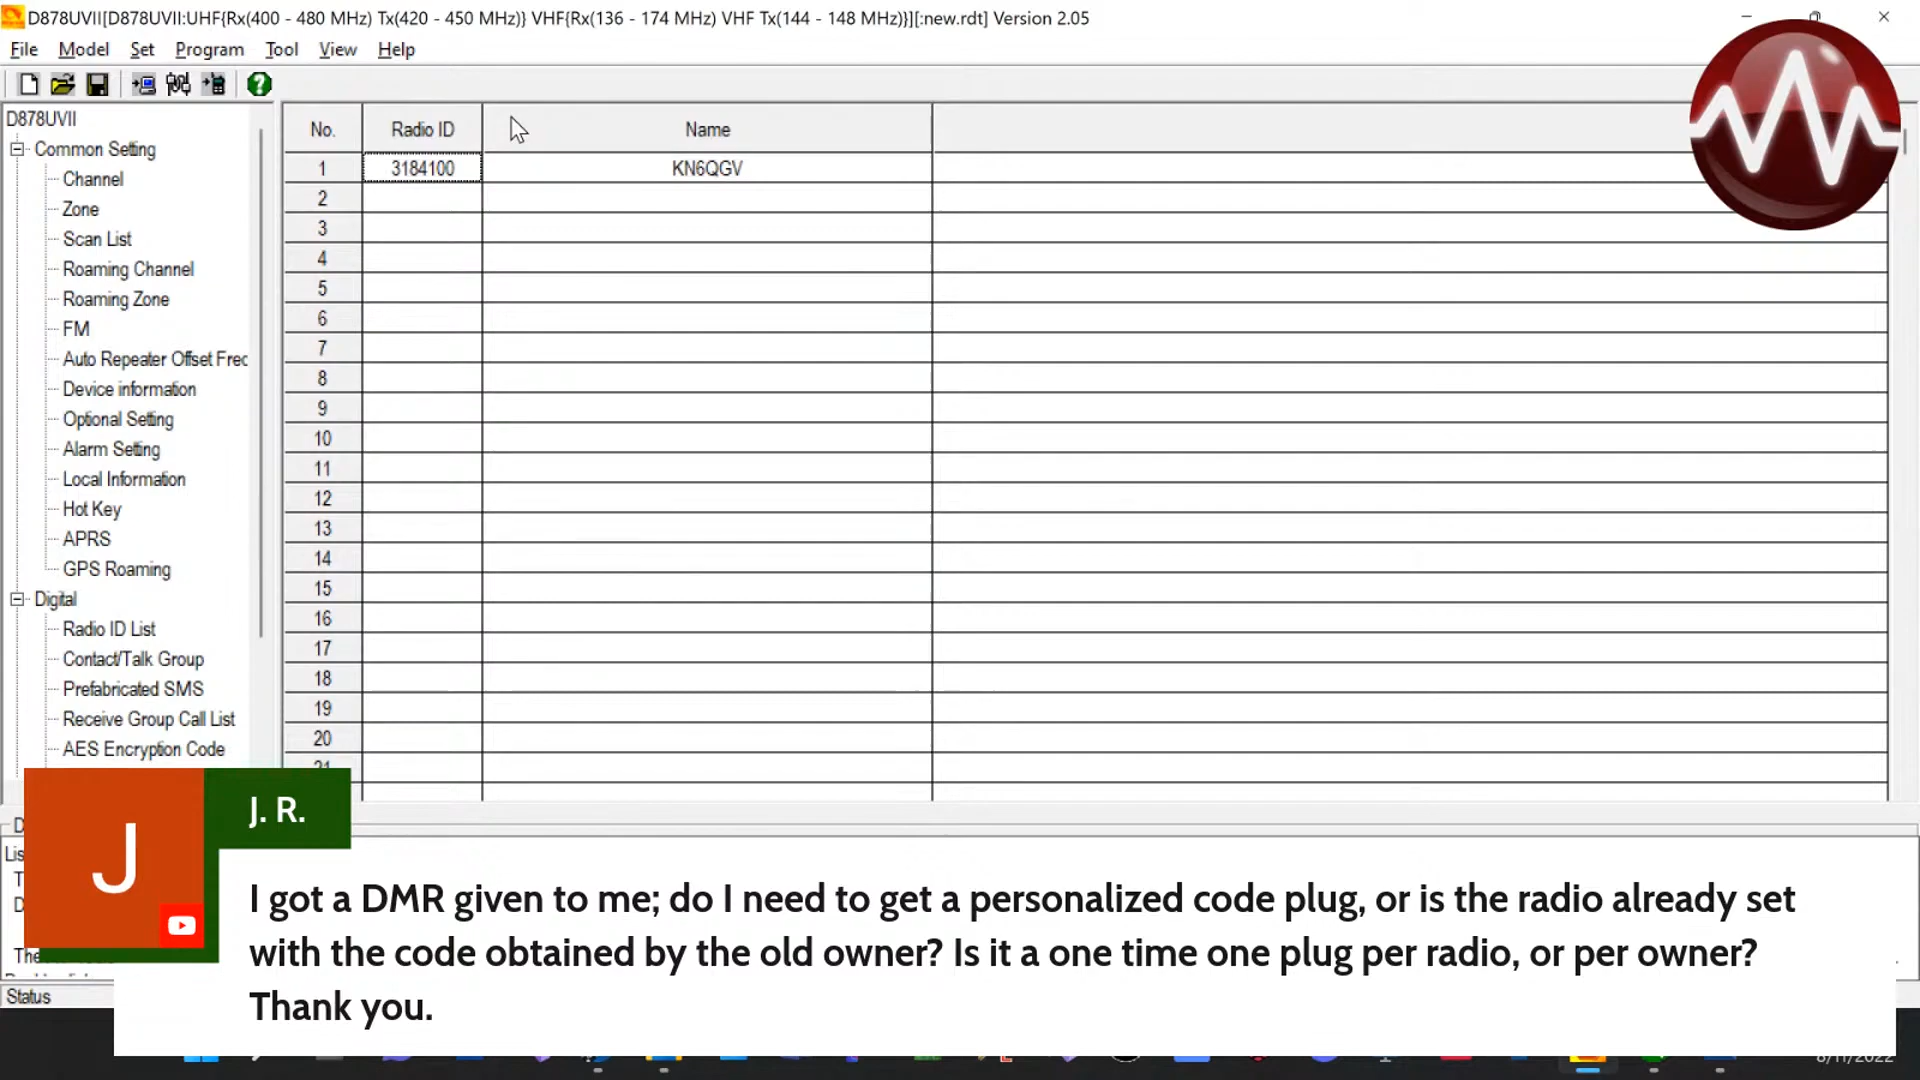 D878UVII[D878UVII:UHF{Rx(400 - 480 MHz) Tx(420 - 450 MHz)} VHF{Rx(136 - 174 MHz) VHF Tx(144 - 148 MHz)}][:new.rdt] Version 2.05
File Model Set Program Tool View Help
D878UVII
Common Setting
Channel
Zone
Scan List
Roaming Channel
Roaming Zone
FM
Auto Repeater Offset Frec
Device information
Optional Setting
Alarm Setting
Local Information
Hot Key
APRS
GPS Roaming
Digital
Radio ID List
Contact/Talk Group
Prefabricated SMS
Receive Group Call List
AES Encryption Code
No. Radio ID Name
1 3184100 KN6QGV
2
3
4
5
6
7
8
9
10
11
12
13
14
15
16
17
18
19
20
21
Status
J
J. R.
I got a DMR given to me; do I need to get a personalized code plug, or is the radio already set
with the code obtained by the old owner? Is it a one time one plug per radio, or per owner?
Thank you.
8/11/2022